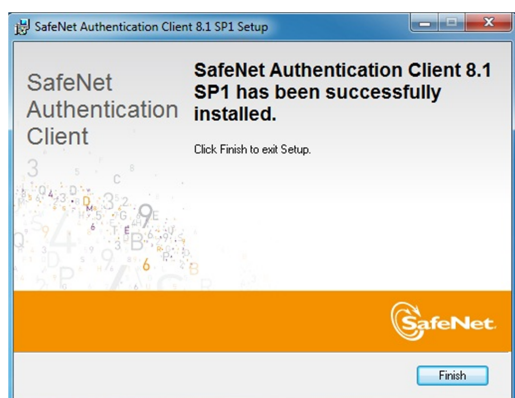 SafeNet Authentication Client 8.1 SP1 Setup
SafeNet
Authentication
Client
SafeNet Authentication Client 8.1
SP1 has been successfully
installed.
Click Finish to exit Setup.
SafeNet.
Finish